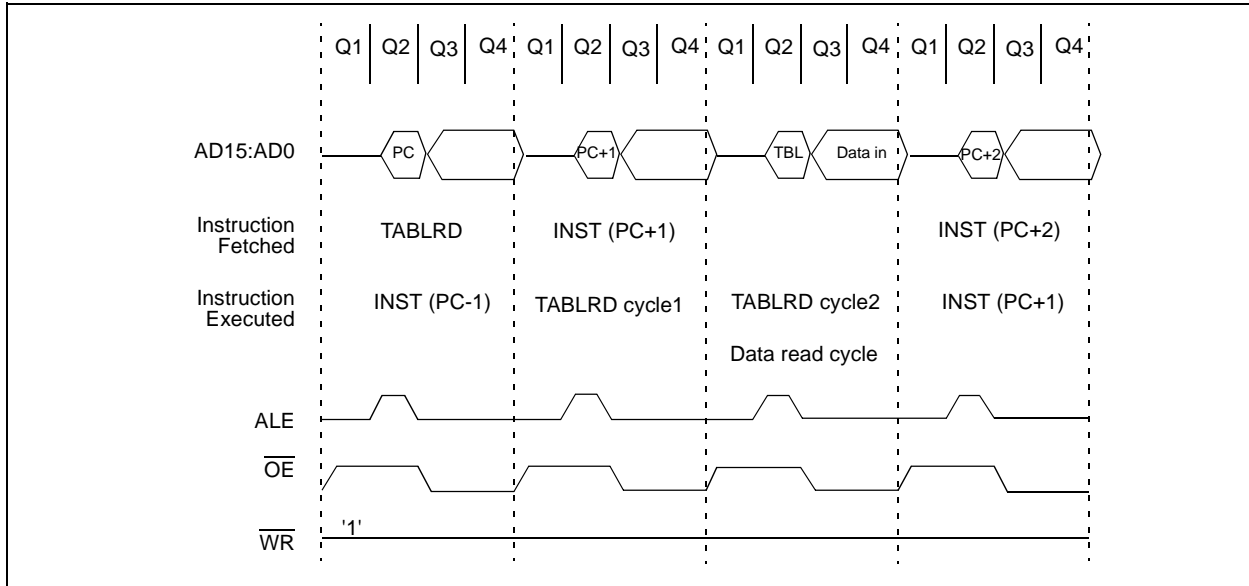 Q1 Q2 Q3 Q4 Q1 Q2 Q3 Q4 Q1 Q2 Q3 Q4 Q1 Q2 Q3 Q4
AD15:AD0 PC PC+1 TBL Data in PC+2
Instruction
Fetched
TABLRD INST (PC+1) INST (PC+2)
Instruction
Executed
INST (PC-1) TABLRD cycle1 TABLRD cycle2 INST (PC+1)
Data read cycle
ALE
OE
'1'
WR